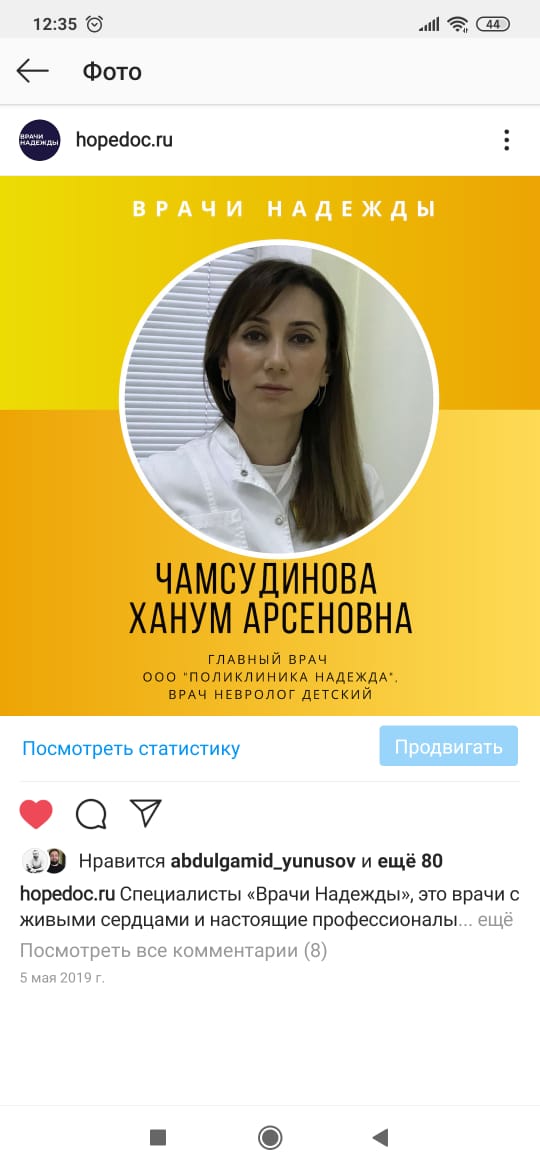 12:35
44
Фото
ВРАЧИ
НАДЕЖДЫ
hopedoc.ru
ВРАЧИ НАДЕЖДЫ
ЧАМСУДИНОВА
ХАНУМ АРСЕНОВНА
ГЛАВНЫЙ ВРАЧ
ООО "ПОЛИКЛИНИКА НАДЕЖДА",
ВРАЧ НЕВРОЛОГ ДЕТСКИЙ
Посмотреть статистику
Продвигать
Нравится abdulgamid_yunusov и ещё 80
hopedoc.ru Специалисты «Врачи Надежды», это врачи с
живыми сердцами и настоящие профессионалы... ещё
Посмотреть все комментарии (8)
5 мая 2019 г.